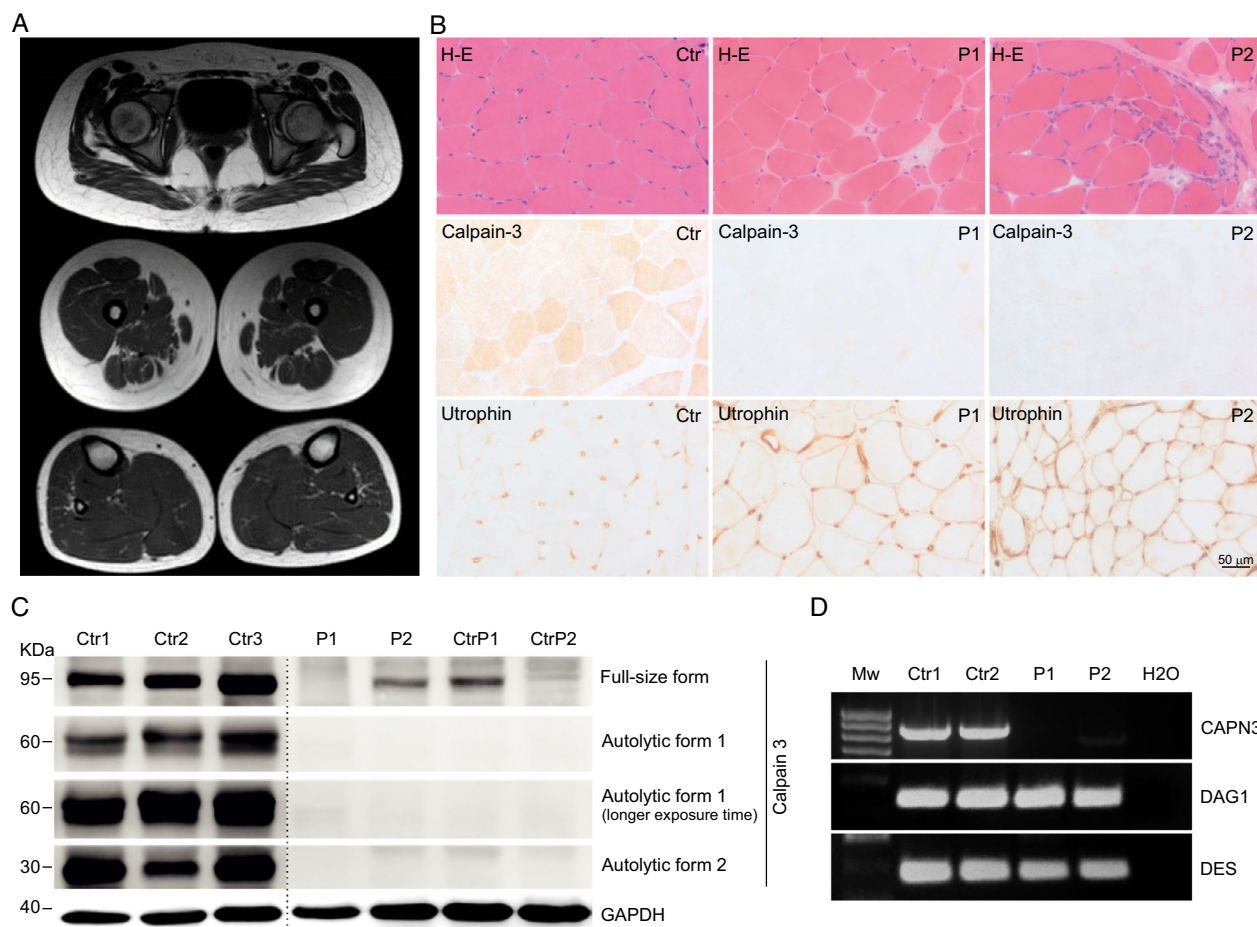 A
B
H-E Ctr H-E P1 H-E P2
Calpain-3 Ctr Calpain-3 P1 Calpain-3 P2
Utrophin Ctr Utrophin P1 Utrophin P2
50 µm
C
Ctr1 Ctr2 Ctr3 P1 P2 CtrP1 CtrP2
KDa
95 Full-size form
60 Autolytic form 1
60 Autolytic form 1
(longer exposure time)
30 Autolytic form 2
40 GAPDH
Calpain 3
D
Mw Ctr1 Ctr2 P1 P2 H2O
CAPN3
DAG1
DES